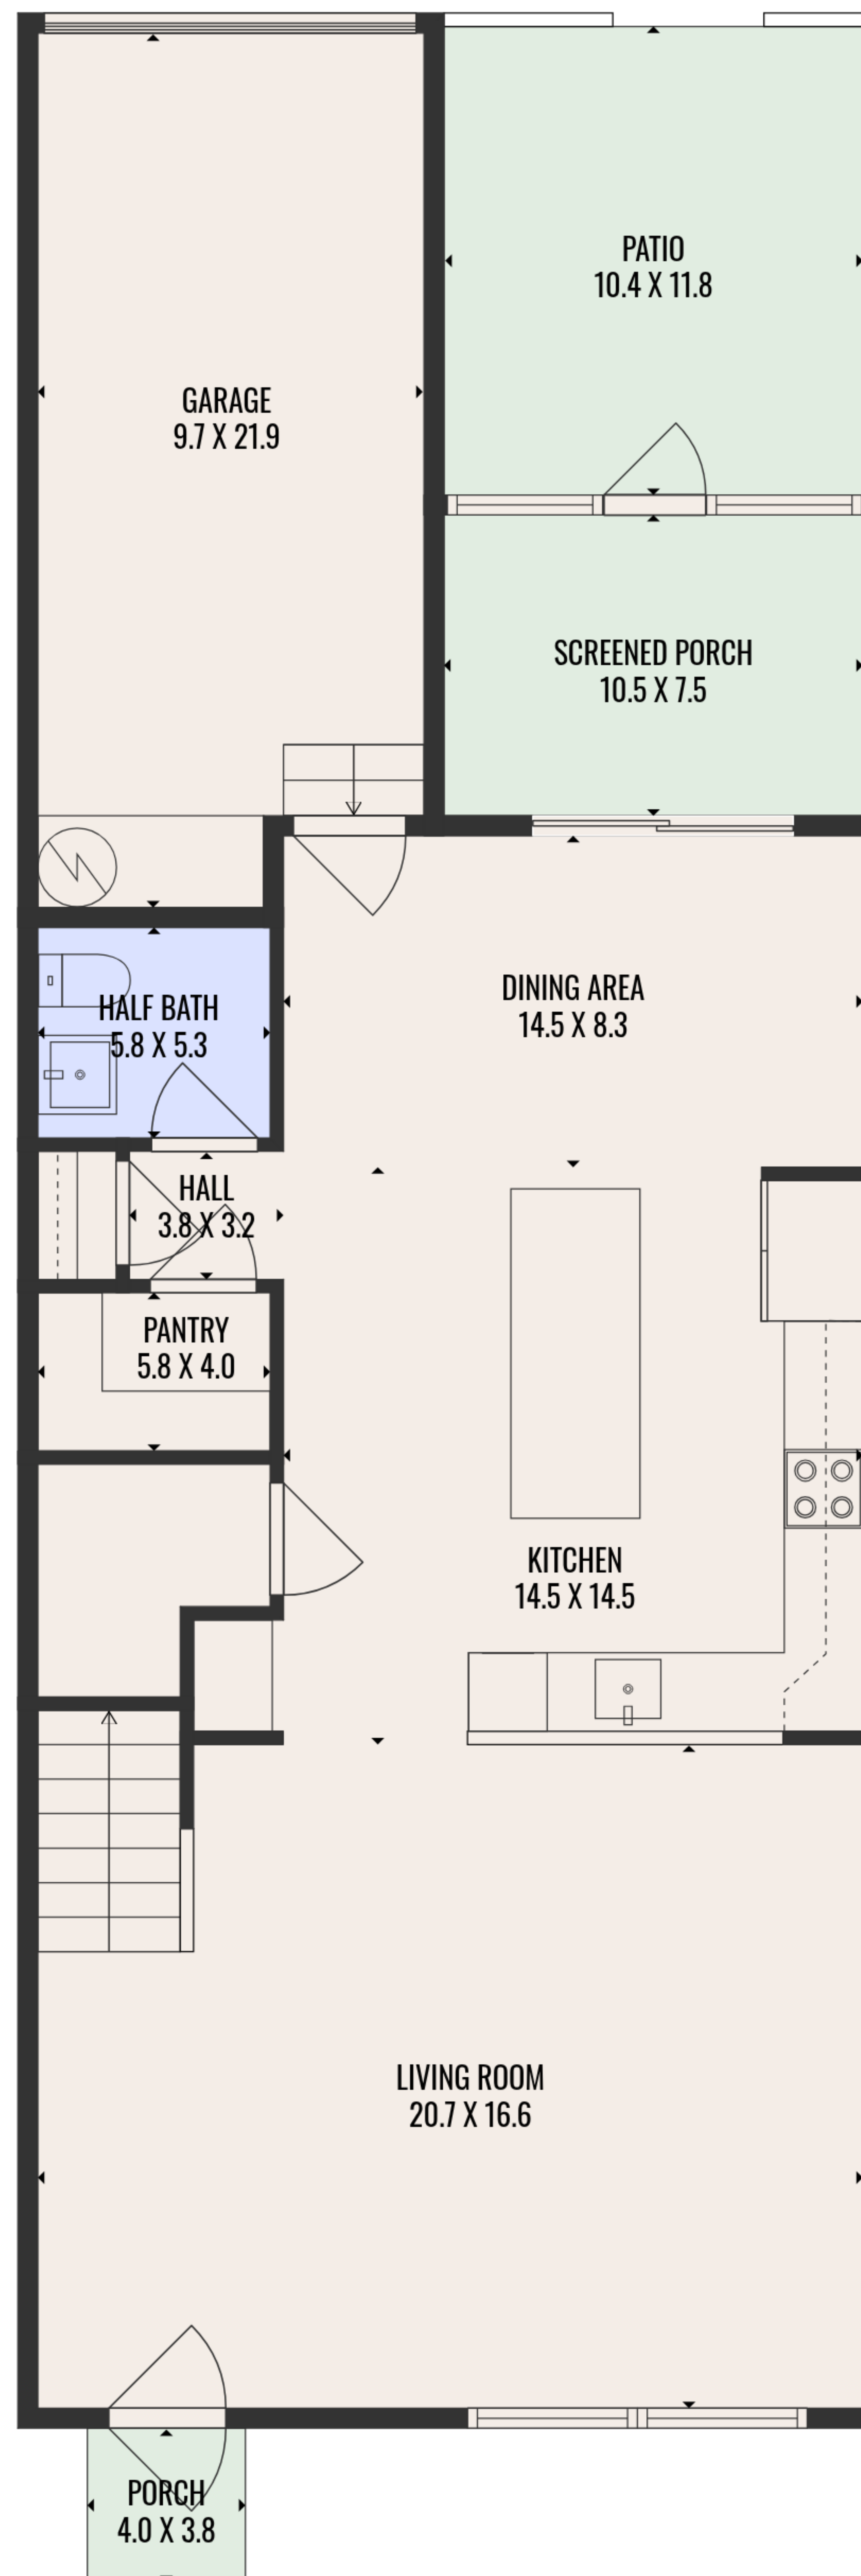 PATIO
10.4 X 11.8
GARAGE
9.7 X 21.9
SCREENED PORCH
10.5 X 7.5
DINING AREA
14.5 X 8.3
HALF BATH
5.8 X 5.3
HALL
3.8 X 3.2
PANTRY
5.8 X 4.0
KITCHEN
14.5 X 14.5
LIVING ROOM
20.7 X 16.6
PORCH
4.0 X 3.8